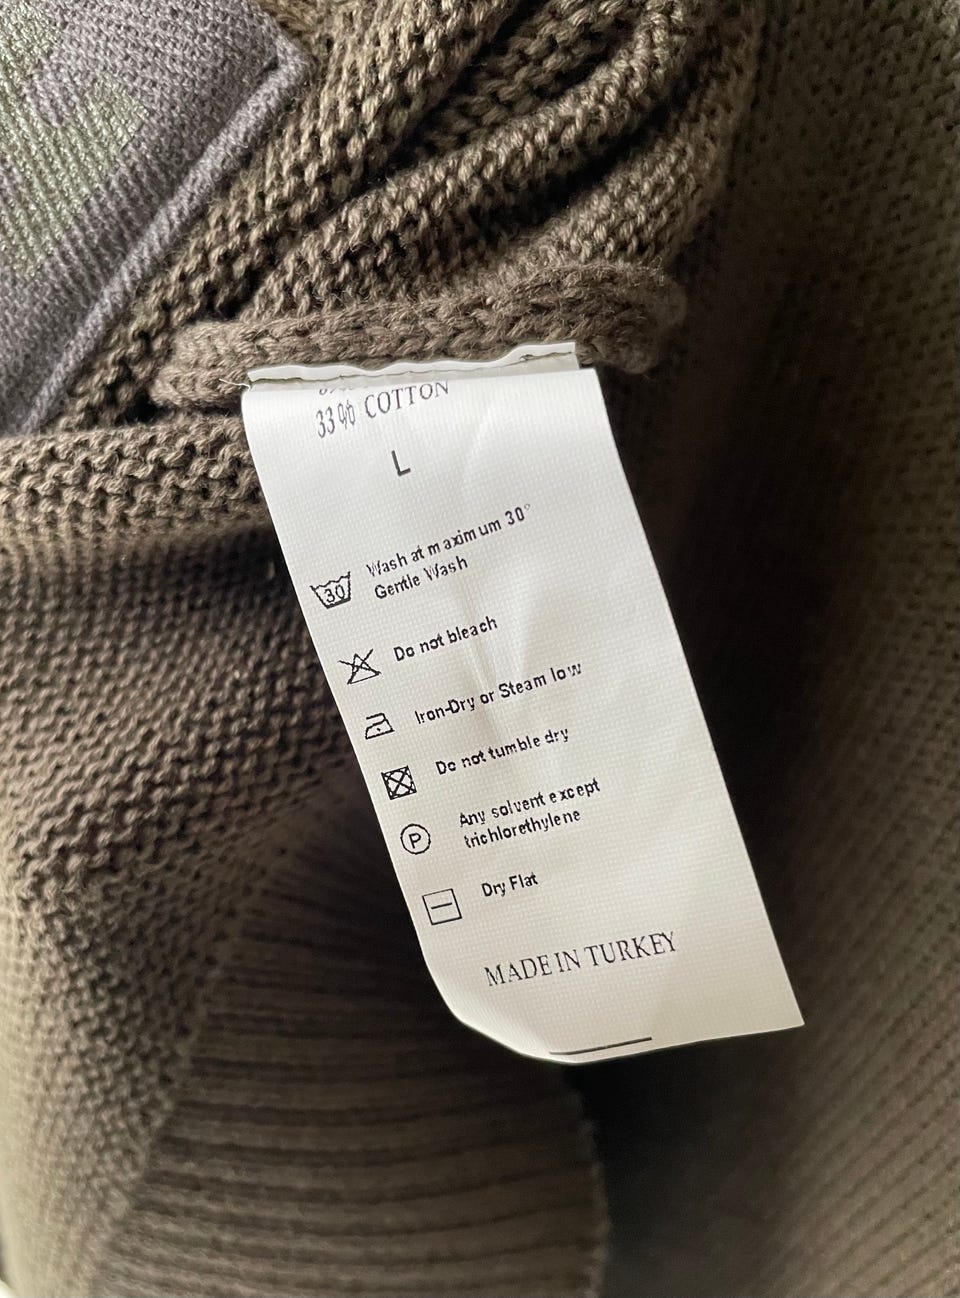 33% COTTON
L
30
Wash at maximum 30°
Gentle Wash
Do not bleach
Iron-Dry or Steam low
Do not tumble dry
P
Any solvent except
trichlorethylene
Dry Flat
MADE IN TURKEY